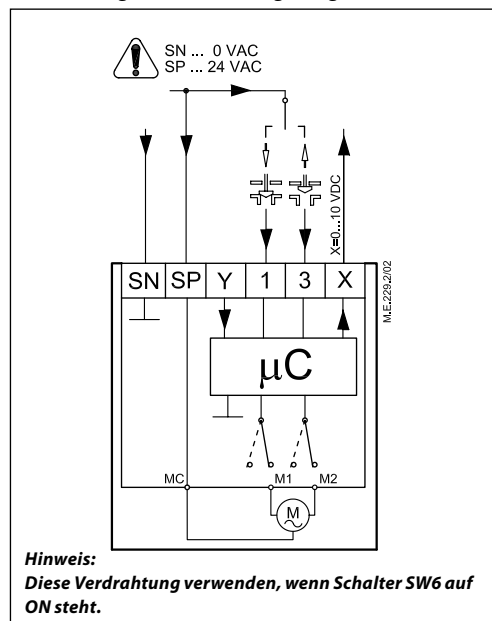 SN ... 0 VAC
SP ... 24 VAC
X=0...10 VDC
SN SP Y 1 3 X
M.E.229.2/02
µC
MC M1 M2
M
Hinweis:
Diese Verdrahtung verwenden, wenn Schalter SW6 auf
ON steht.